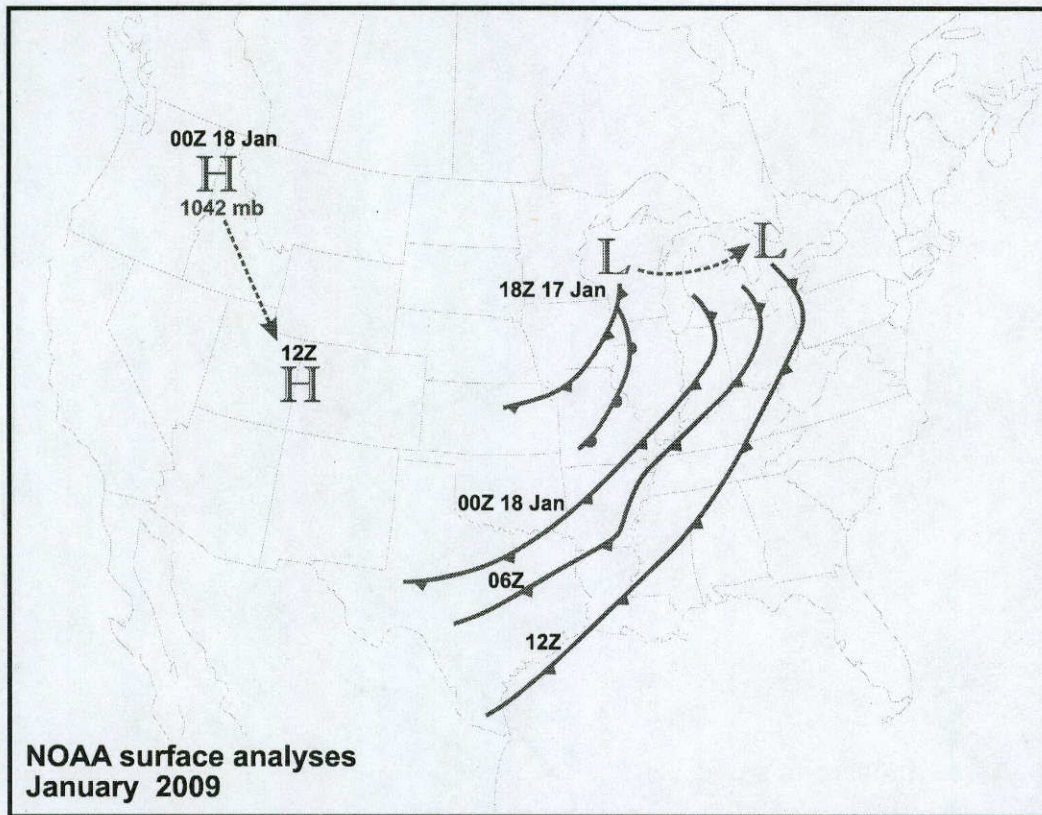 00Z 18 Jan
H
1042 mb
12Z
H
L
L
18Z 17 Jan
00Z 18 Jan
06Z
12Z
NOAA surface analyses
January 2009